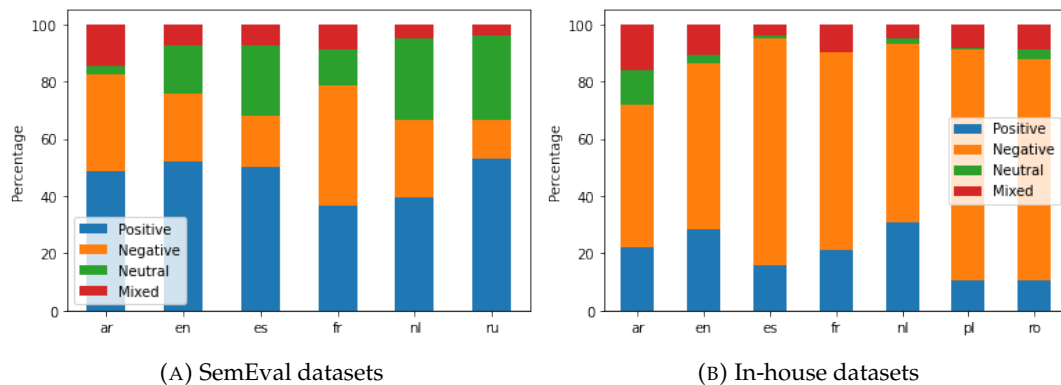 100
80
60
40
20
0
Percentage
Positive
Negative
Neutral
Mixed
ar en es fr nl ru
(A) SemEval datasets
100
80
60
40
20
0
Percentage
Positive
Negative
Neutral
Mixed
ar en es fr nl pl ro
(B) In-house datasets